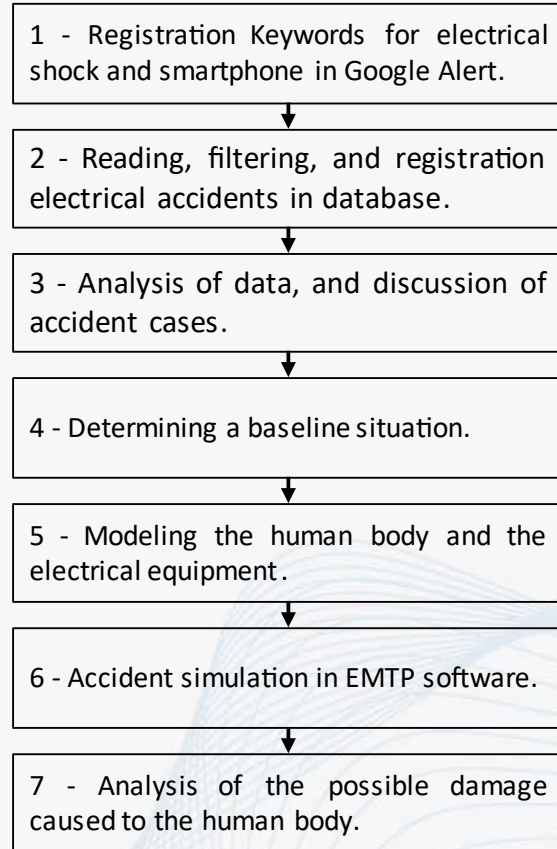 1 - Registration Keywords for electrical
shock and smartphone in Google Alert.
2 - Reading, filtering, and registration
electrical accidents in database.
3 - Analysis of data, and discussion of
accident cases.
4 - Determining a baseline situation.
5 - Modeling the human body and the
electrical equipment.
6 - Accident simulation in EMTP software.
7 - Analysis of the possible damage
caused to the human body.